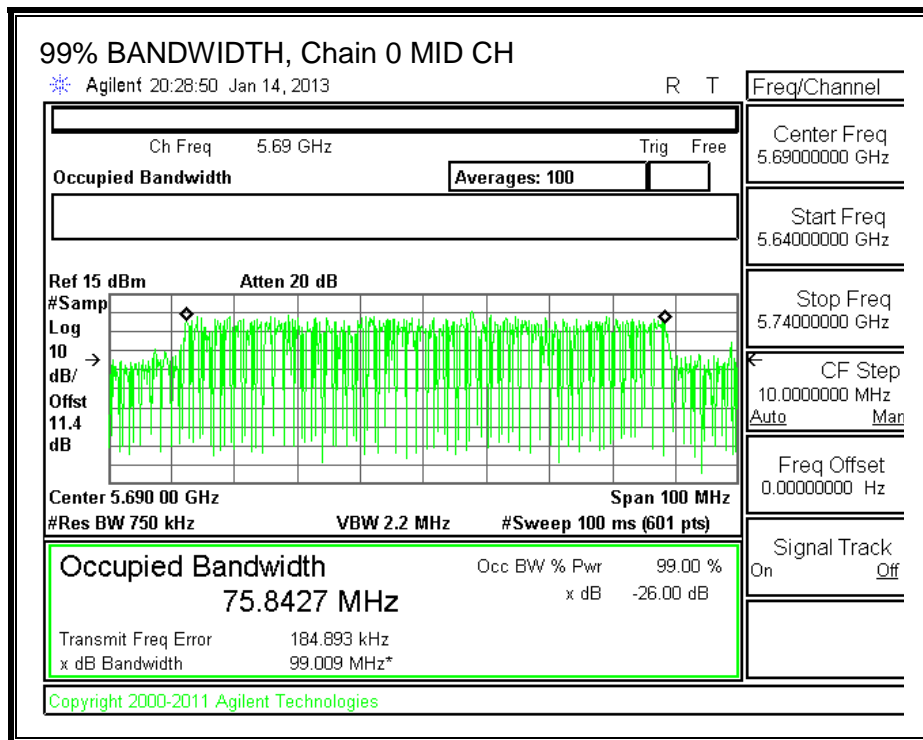 99% BANDWIDTH, Chain 0 MID CH
Agilent 20:28:50 Jan 14, 2013 R T
Freq/Channel
Ch Freq 5.69 GHz Trig Free
Occupied Bandwidth Averages: 100
Center Freq
5.69000000 GHz
Start Freq
5.64000000 GHz
Stop Freq
5.74000000 GHz
CF Step
10.0000000 MHz
Auto Man
Freq Offset
0.00000000 Hz
Signal Track
On Off
Ref 15 dBm Atten 20 dB
#Samp
Log
10
dB/
Offst
11.4
dB
Center 5.690 00 GHz Span 100 MHz
#Res BW 750 kHz VBW 2.2 MHz #Sweep 100 ms (601 pts)
Occupied Bandwidth Occ BW % Pwr 99.00 %
75.8427 MHz x dB -26.00 dB
Transmit Freq Error 184.893 kHz
x dB Bandwidth 99.009 MHz*
Copyright 2000-2011 Agilent Technologies